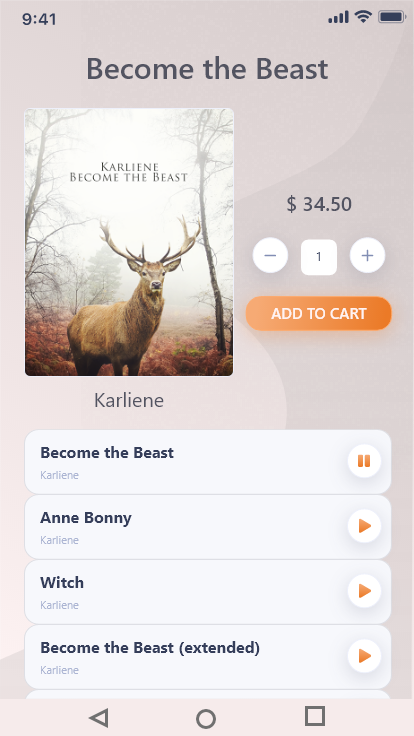 9:41
Become the Beast
KARLIENE
BECOME THE BEAST
$ 34.50
1
ADD TO CART
Karliene
Become the Beast
Karliene
Anne Bonny
Karliene
Witch
Karliene
Become the Beast (extended)
Karliene